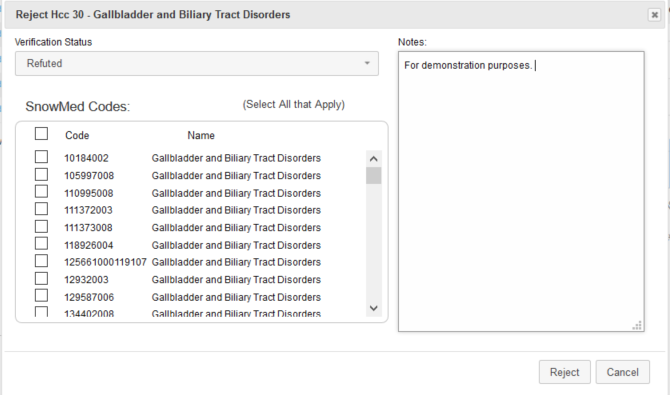 Reject Hcc 30 - Gallbladder and Biliary Tract Disorders
Verification Status
Refuted
Notes:
For demonstration purposes.
SnowMed Codes: (Select All that Apply)
Code Name
10184002 Gallbladder and Biliary Tract Disorders
105997008 Gallbladder and Biliary Tract Disorders
110995008 Gallbladder and Biliary Tract Disorders
111372003 Gallbladder and Biliary Tract Disorders
111373008 Gallbladder and Biliary Tract Disorders
118926004 Gallbladder and Biliary Tract Disorders
125661000119107 Gallbladder and Biliary Tract Disorders
12932003 Gallbladder and Biliary Tract Disorders
129587006 Gallbladder and Biliary Tract Disorders
134402008 Gallbladder and Biliary Tract Disorders
Reject Cancel